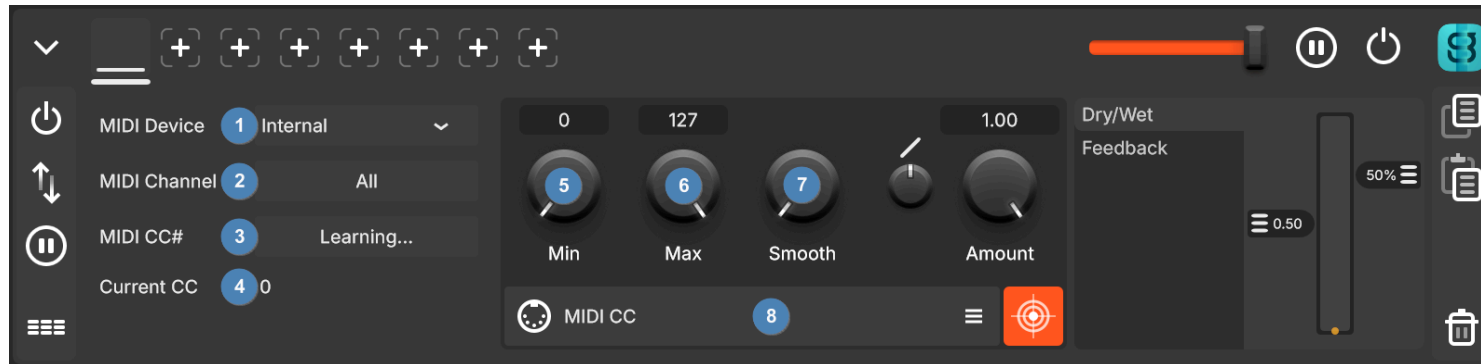 MIDI Device 1 Internal
MIDI Channel 2 All
MIDI CC# 3 Learning...
Current CC 4 0
0 127 1.00
5 6 7
Min Max Smooth Amount
MIDI CC 8
Dry/Wet
Feedback
50%
0.50